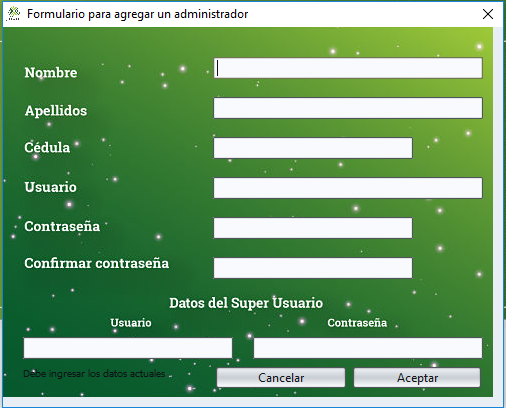 Formulario para agregar un administrador
Nombre
Apellidos
Cédula
Usuario
Contraseña
Confirmar contraseña
Datos del Super Usuario
Usuario Contraseña
Debe ingresar los datos actuales
Cancelar Aceptar